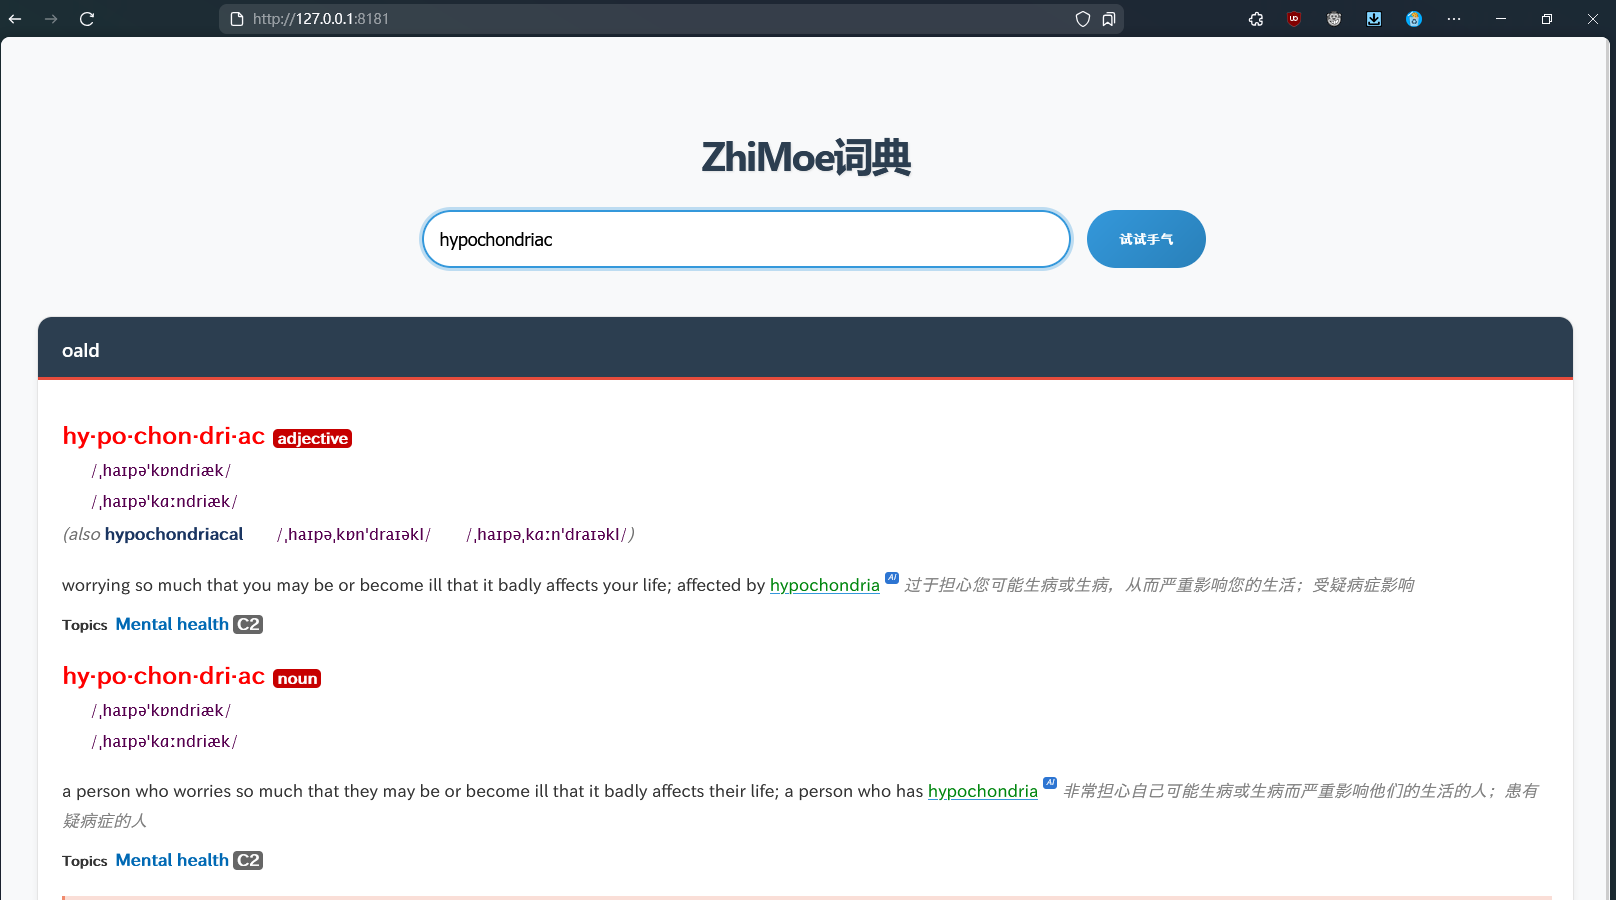 http://127.0.0.1:8181
ZhiMoe词典
hypochondriac
试试手气
oald
hy·po·chon·dri·ac adjective
/ˌhaɪpəˈkɒndriæk/
/ˌhaɪpəˈkɑːndriæk/
(also hypochondriacal /ˌhaɪpəˌkɒnˈdraɪəkl/ /ˌhaɪpəˌkɑːnˈdraɪəkl/)
worrying so much that you may be or become ill that it badly affects your life; affected by hypochondria AI 过于担心您可能生病或生病，从而严重影响您的生活；受疑病症影响
Topics Mental health C2
hy·po·chon·dri·ac noun
/ˌhaɪpəˈkɒndriæk/
/ˌhaɪpəˈkɑːndriæk/
a person who worries so much that they may be or become ill that it badly affects their life; a person who has hypochondria AI 非常担心自己可能生病或生病而严重影响他们的生活的人；患有
疑病症的人
Topics Mental health C2